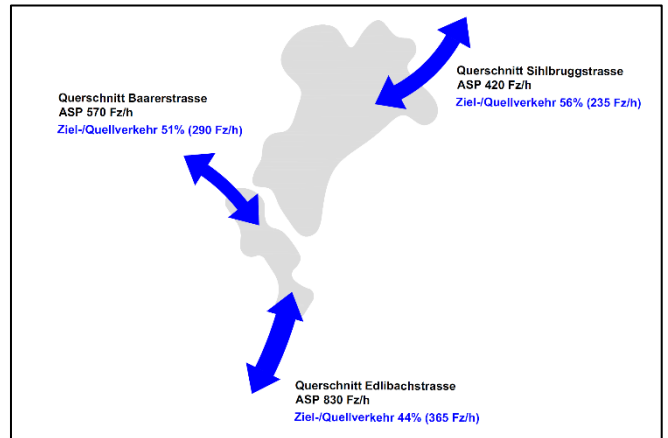 Querschnitt Sihlbruggstrasse
ASP 420 Fz/h
Ziel-/Quellverkehr 56% (235 Fz/h)
Querschnitt Baarerstrasse
ASP 570 Fz/h
Ziel-/Quellverkehr 51% (290 Fz/h)
Querschnitt Edlibachstrasse
ASP 830 Fz/h
Ziel-/Quellverkehr 44% (365 Fz/h)